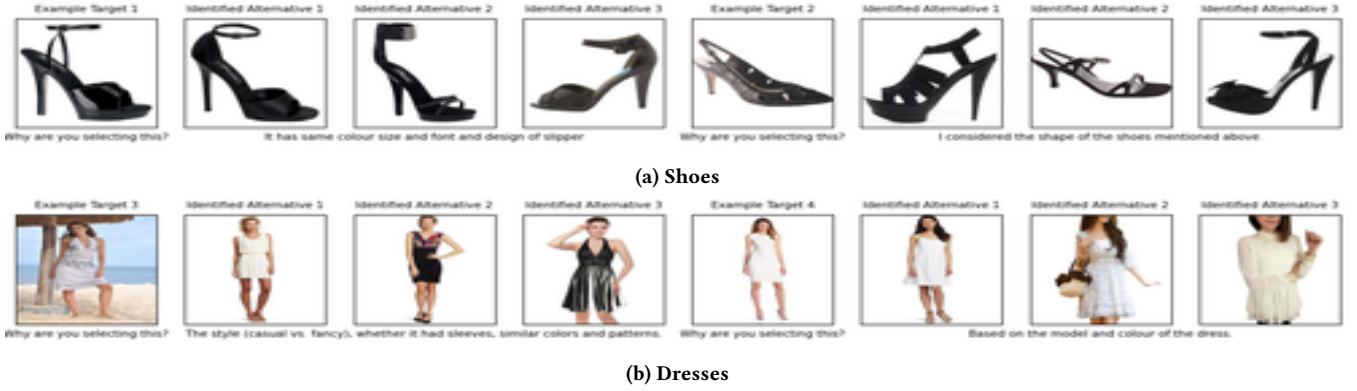 Example Target 1 Identified Alternative 1 Identified Alternative 2 Identified Alternative 3 Example Target 2 Identified Alternative 1 Identified Alternative 2 Identified Alternative 3
Why are you selecting this? It has same colour size and font and design of slipper Why are you selecting this? I considered the shape of the shoes mentioned above.
(a) Shoes
Example Target 3 Identified Alternative 1 Identified Alternative 2 Identified Alternative 3 Example Target 4 Identified Alternative 1 Identified Alternative 2 Identified Alternative 3
Why are you selecting this? The style (casual vs. fancy), whether it had sleeves, similar colors and patterns. Why are you selecting this? Based on the model and colour of the dress.
(b) Dresses